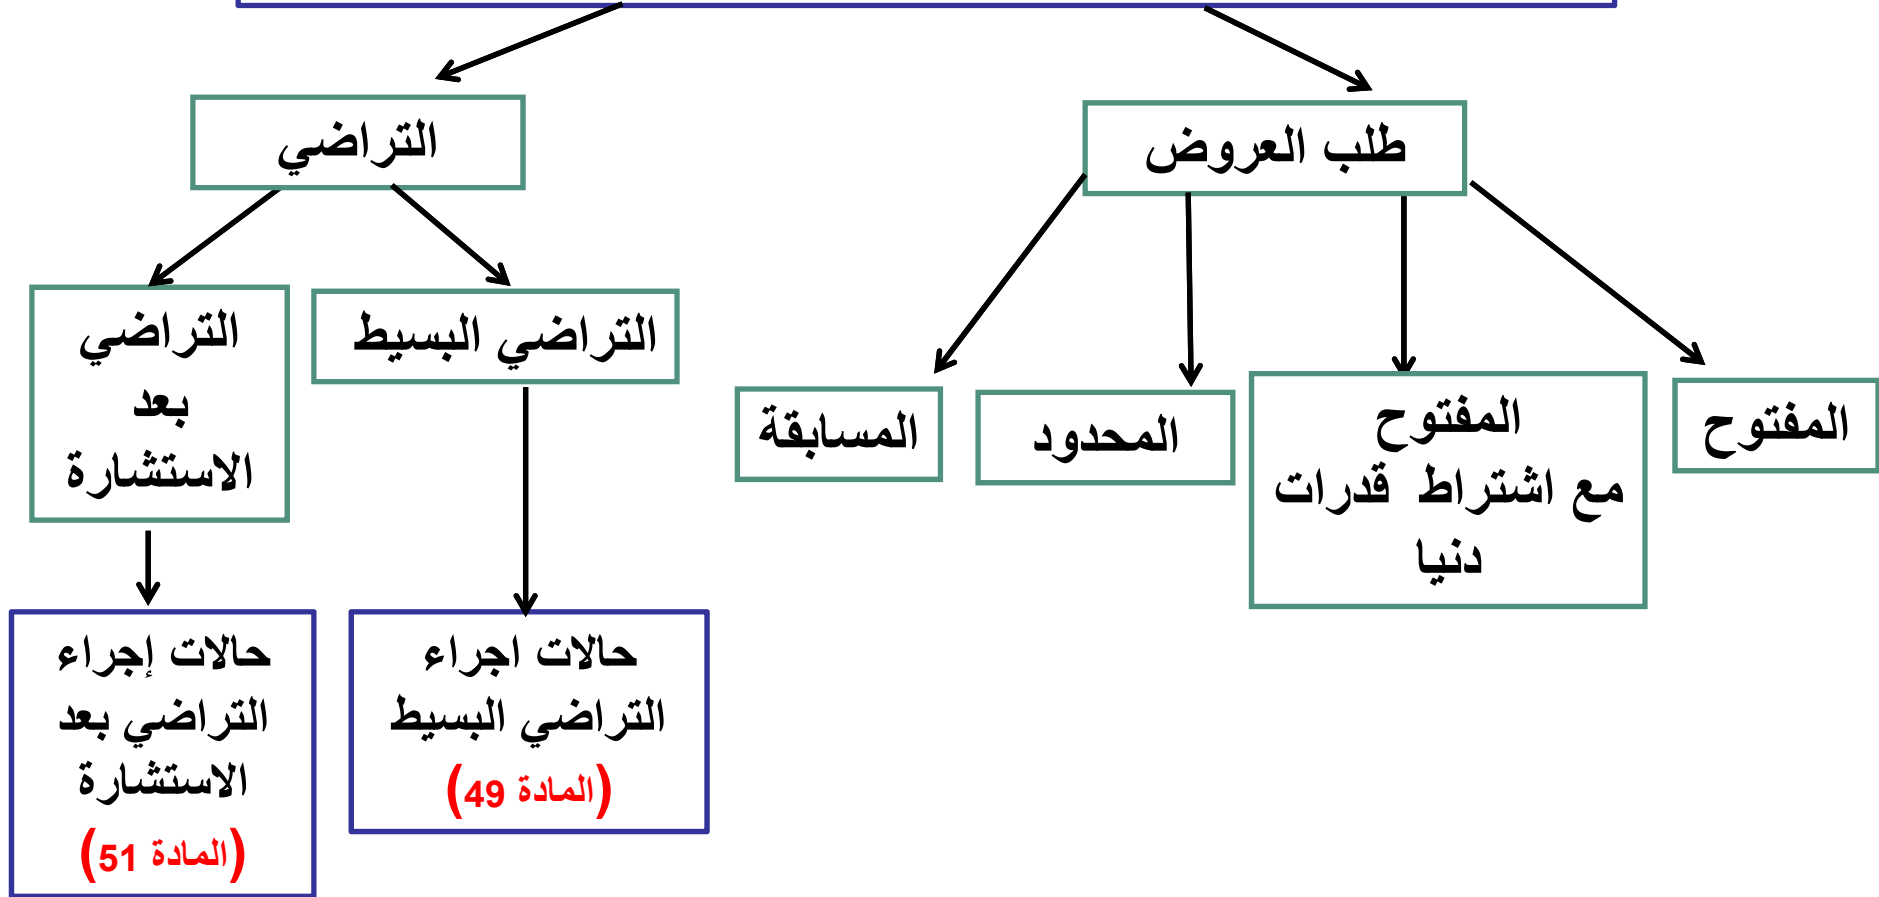 طلب العروض
التراضي
المفتوح
المفتوح
مع اشتراط قدرات
دنيا
المحدود
المسابقة
التراضي البسيط
التراضي
بعد
الاستشارة
حالات اجراء
التراضي البسيط
(المادة 49)
حالات إجراء
التراضي بعد
الاستشارة
(المادة 51)